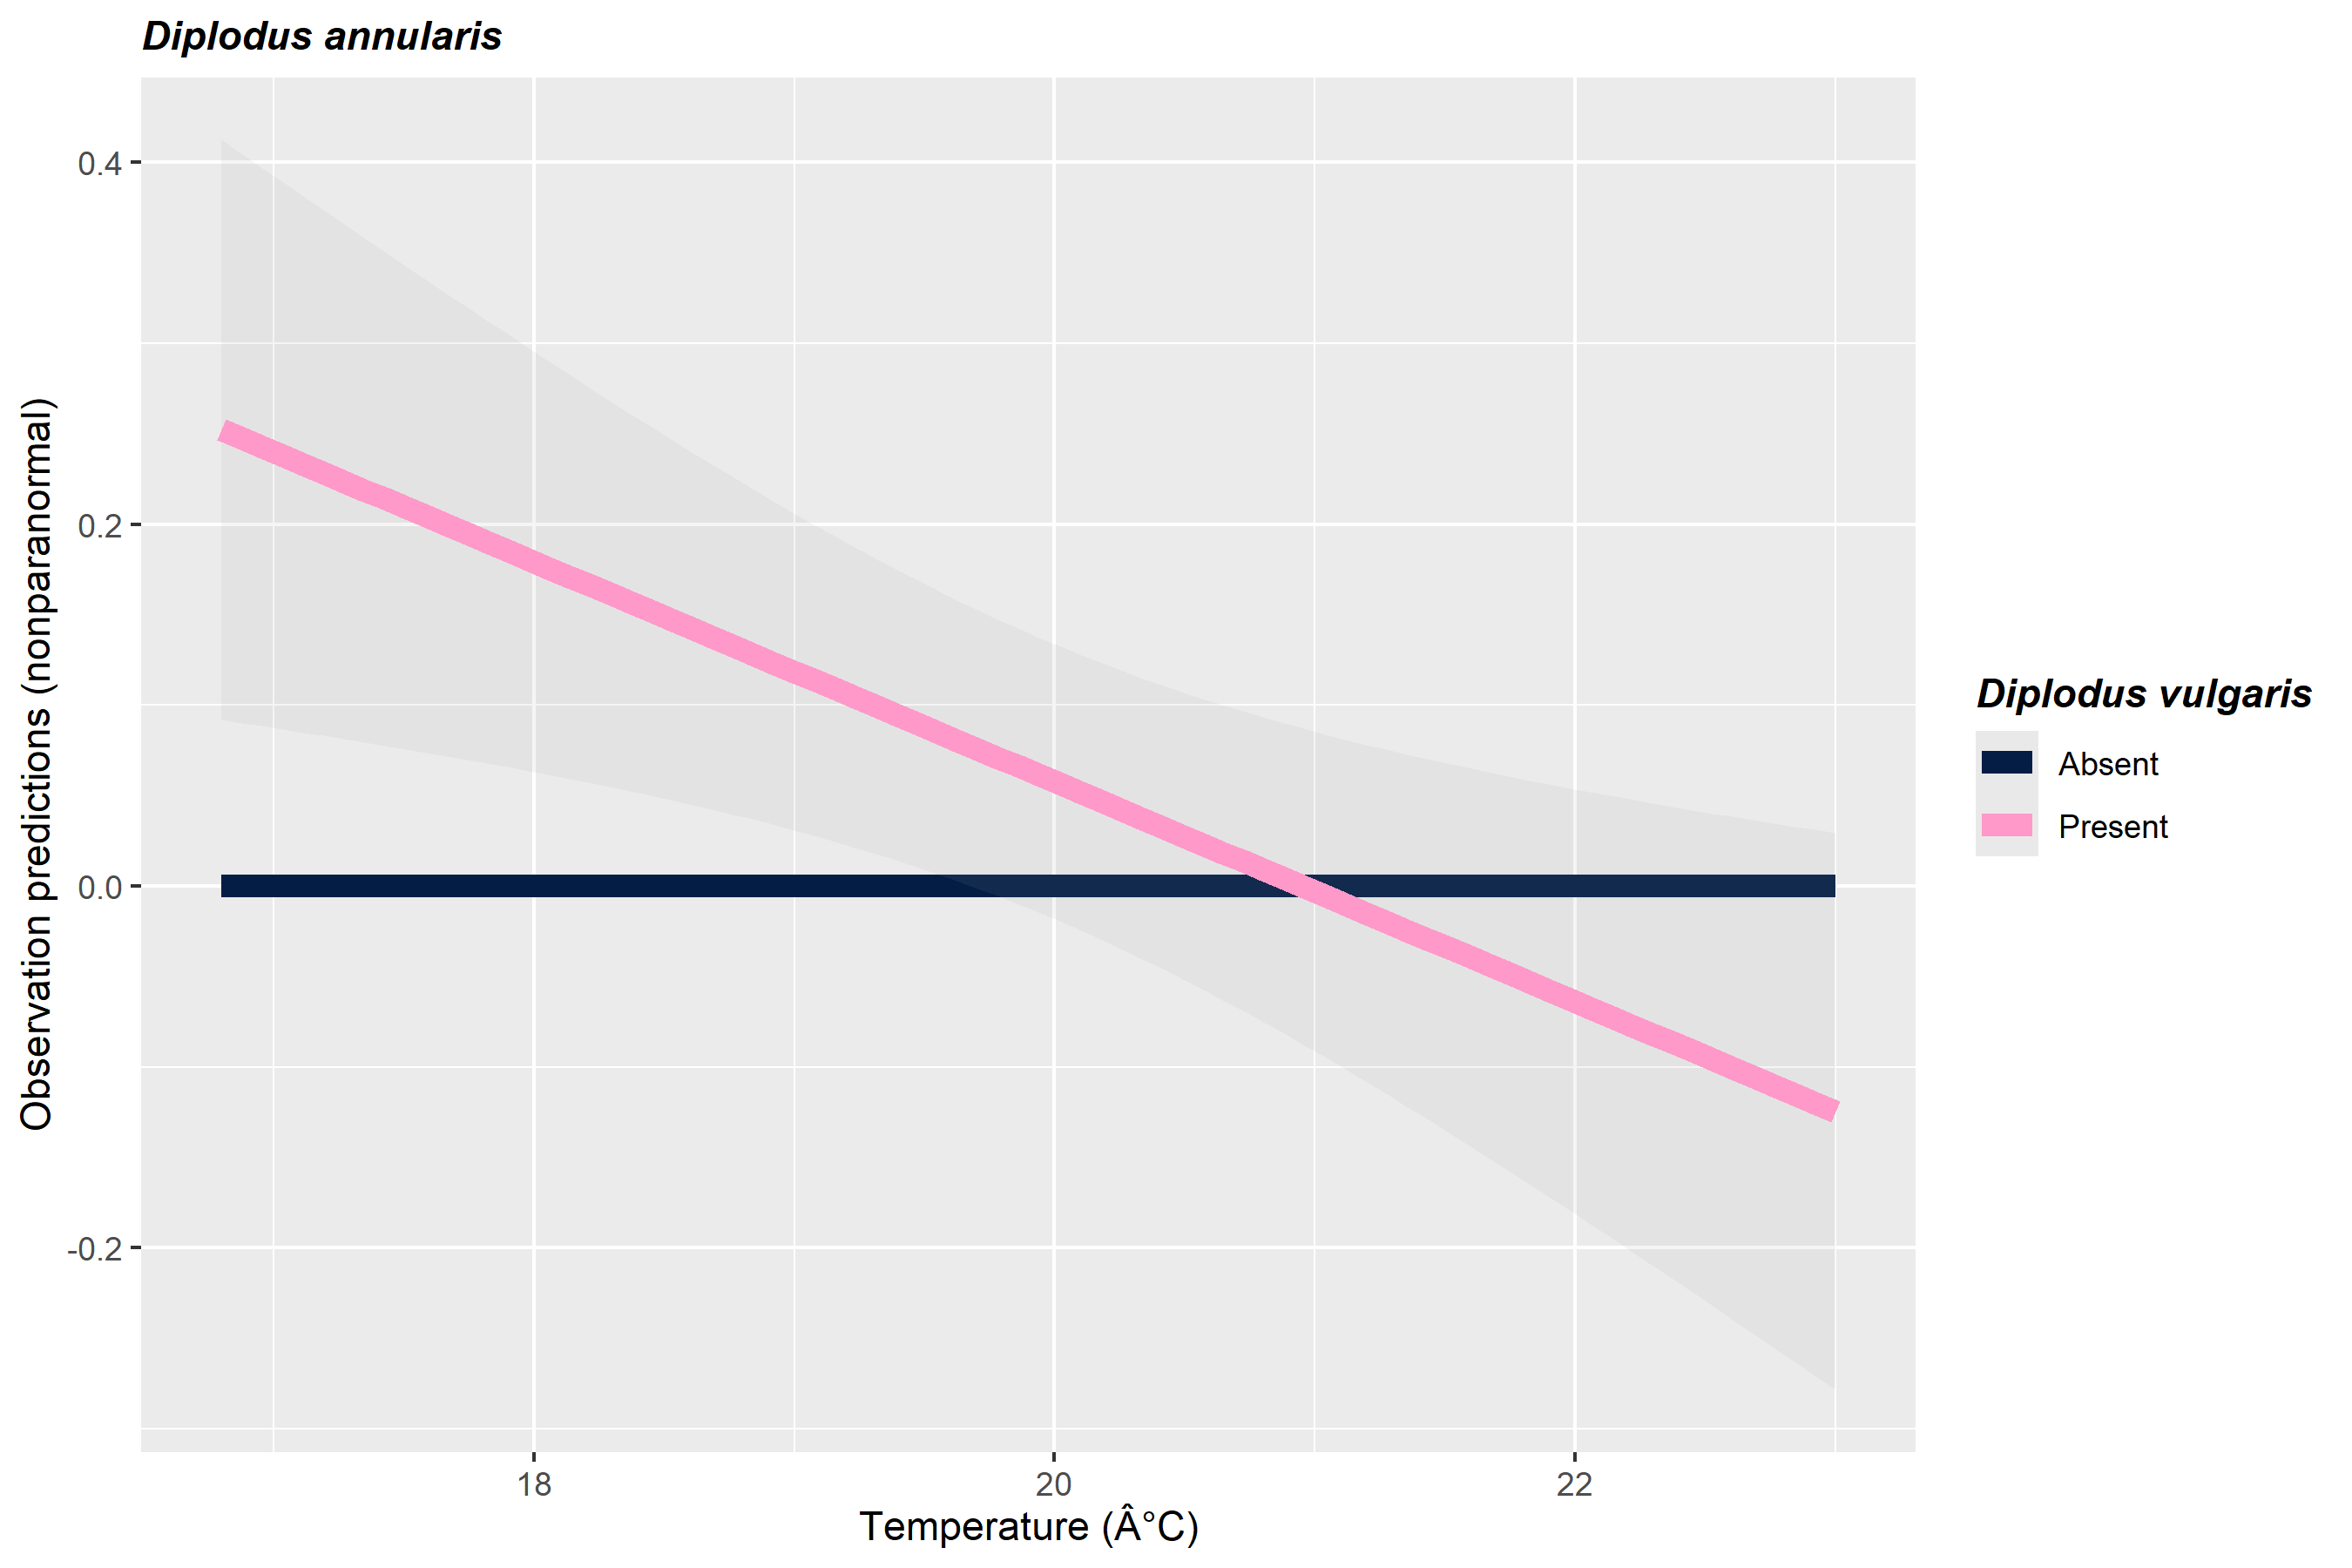 Diplodus annularis
Observation predictions (nonparanormal)
0.4
0.2
0.0
-0.2
18
20
22
Temperature (Â°C)
Diplodus vulgaris
Absent
Present